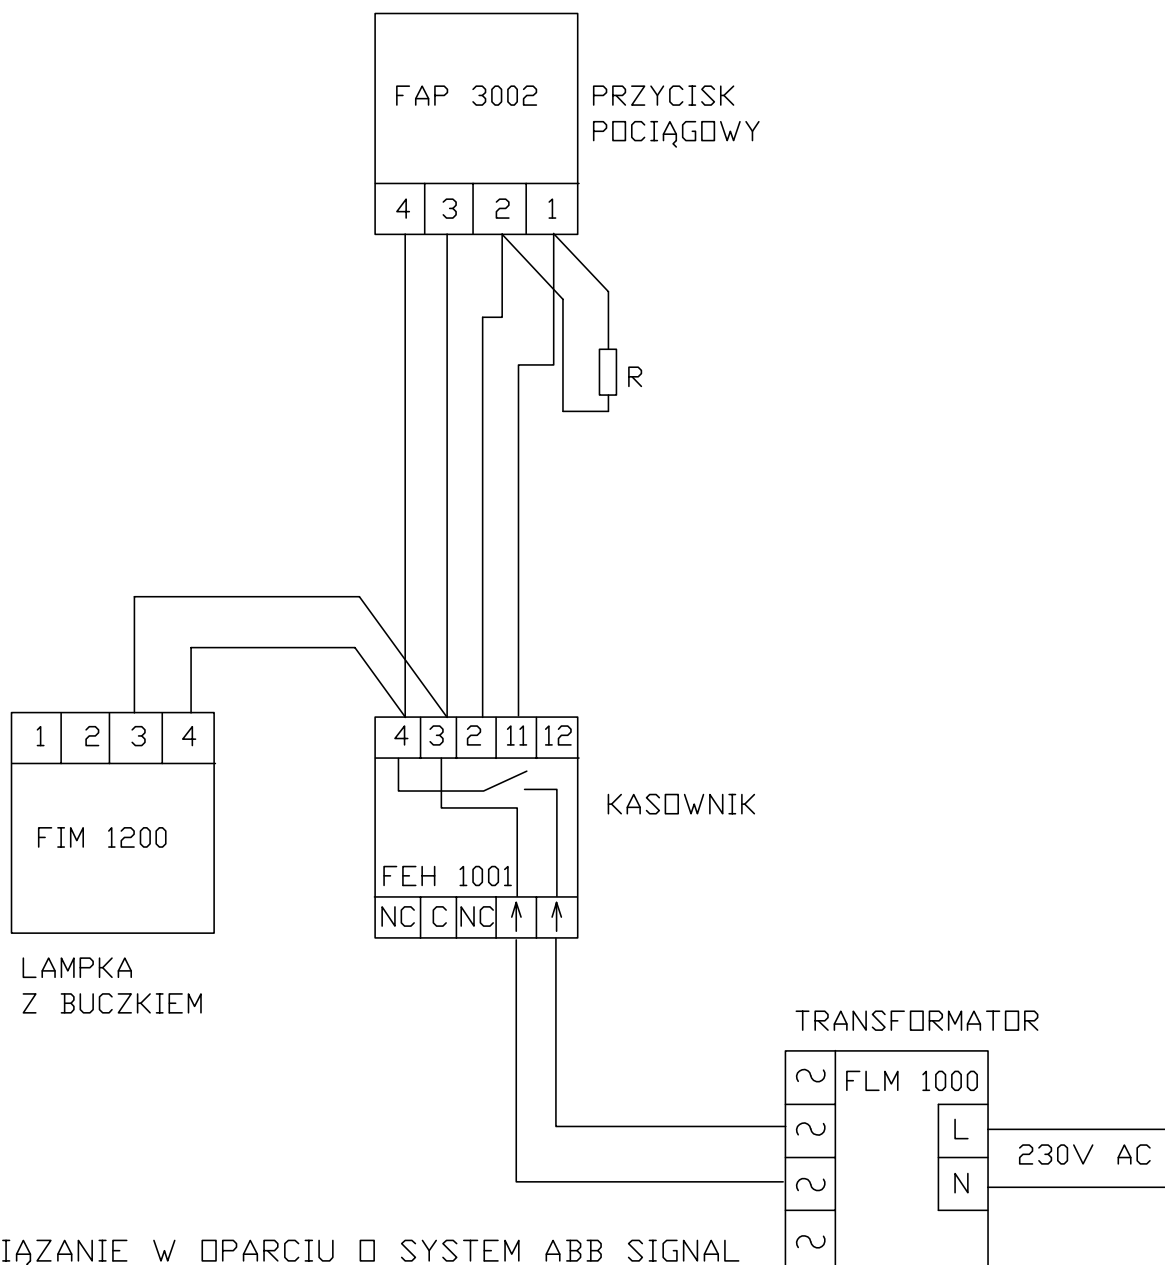 FAP 3002
PRZYCISK
POCIĄGOWY
4 3 2 1
R
1 2 3 4
FIM 1200
LAMPKA
Z BUCZKIEM
4 3 2 11 12
KASOWNIK
FEH 1001
NC C NC ↑ ↑
TRANSFORMATOR
~ FLM 1000
~ L
230V AC
~ N
~
IĄZANIE W OPARCIU O SYSTEM ABB SIGNAL